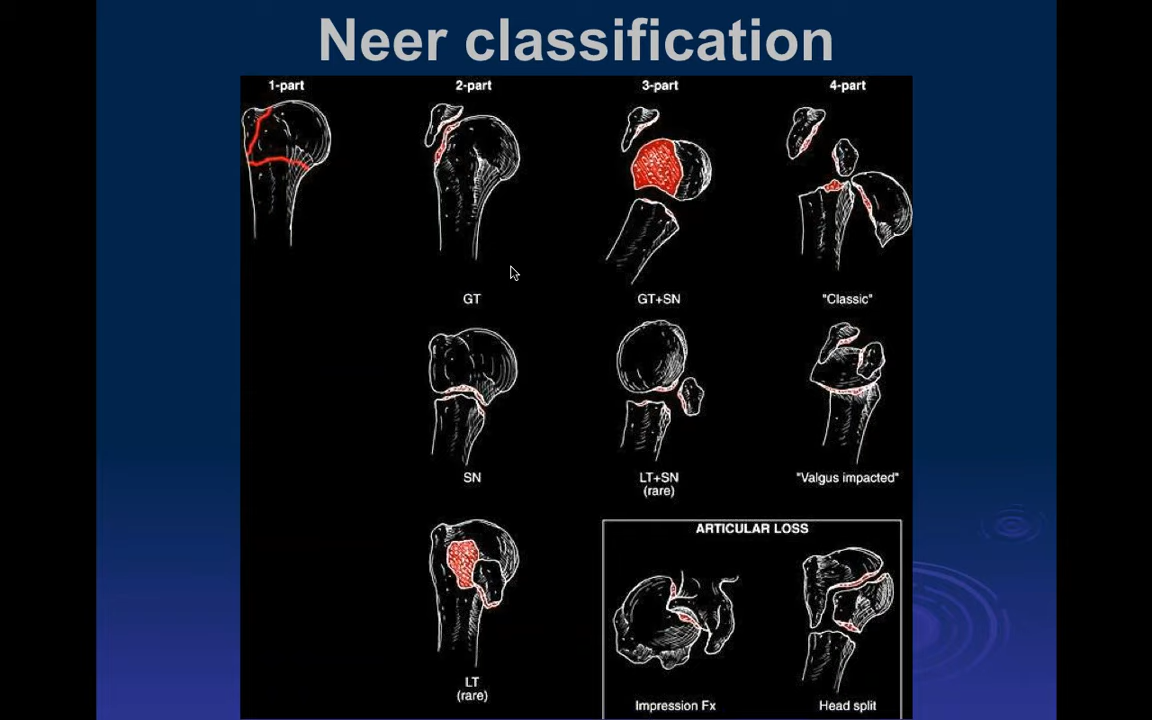 Neer classification
1-part
2-part
3-part
4-part
GT
GT+SN
"Classic"
SN
LT+SN
(rare)
"Valgus impacted"
ARTICULAR LOSS
LT
(rare)
Impression Fx
Head split